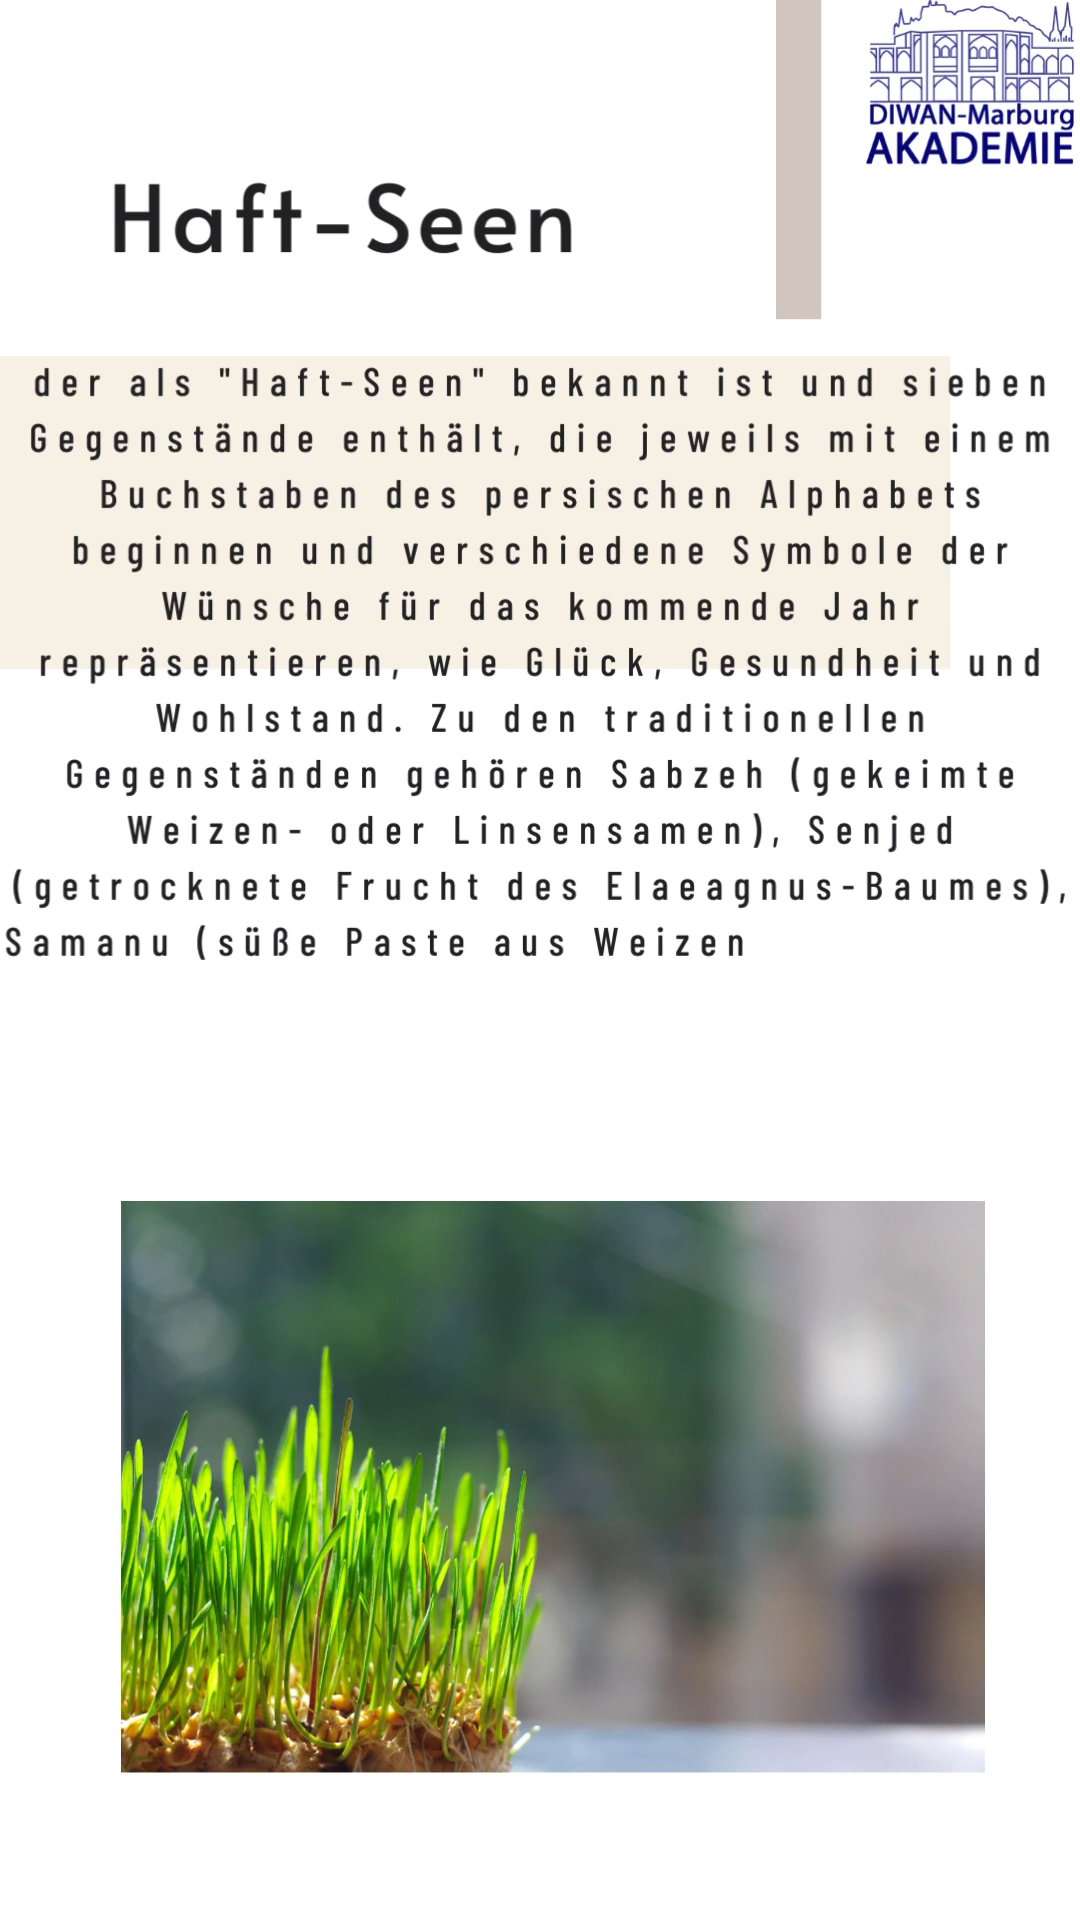 DIWAN-Marburg
AKADEMIE
Haft-Seen
der als "Haft-Seen" bekannt ist und sieben
Gegenstände enthält, die jeweils mit einem
Buchstaben des persischen Alphabets
beginnen und verschiedene Symbole der
Wünsche für das kommende Jahr
repräsentieren, wie Glück, Gesundheit und
Wohlstand. Zu den traditionellen
Gegenständen gehören Sabzeh (gekeimte
Weizen- oder Linsensamen), Senjed
(getrocknete Frucht des Elaeagnus-Baumes),
Samanu (süße Paste aus Weizen